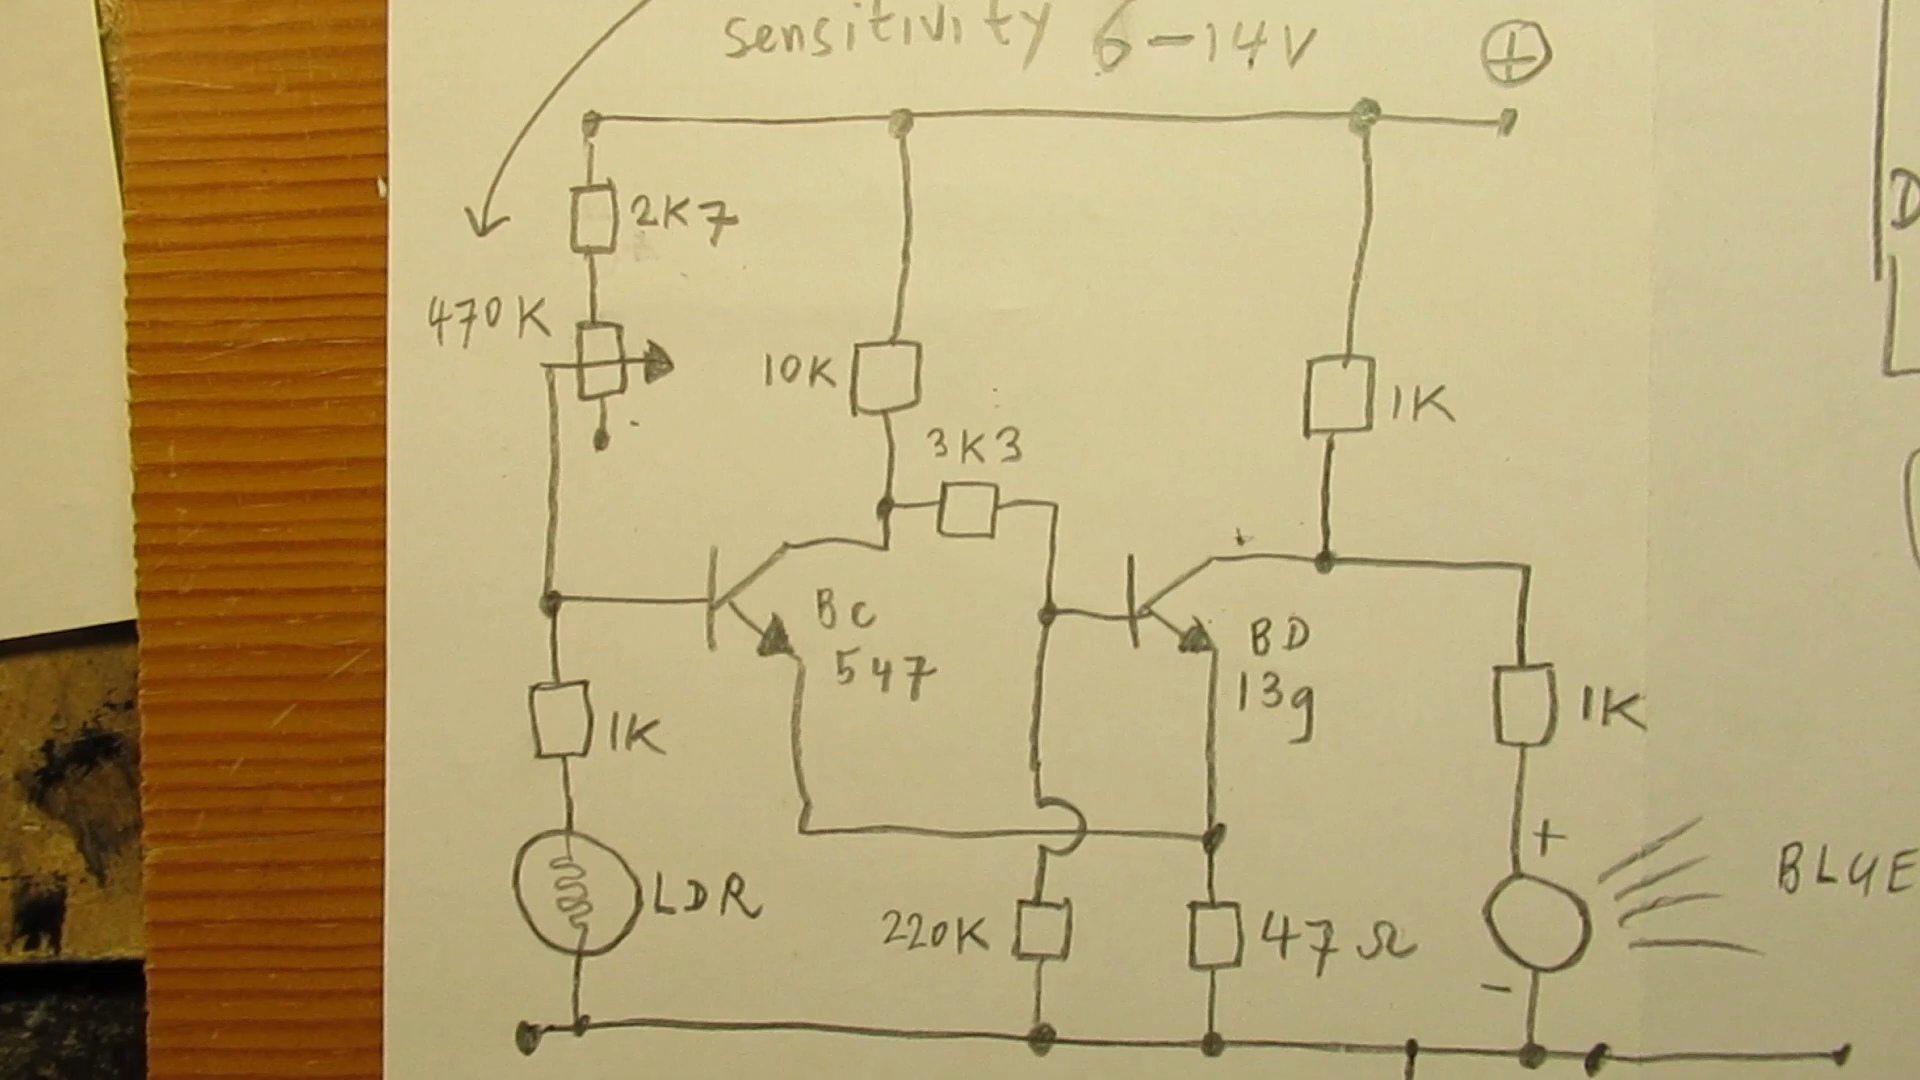 sensitivity 6-14V
+
2K7
470K
10K
1K
3K3
BC
547
BD
139
1K
1K
+
LDR
BLUE
220K
47Ω
-
D